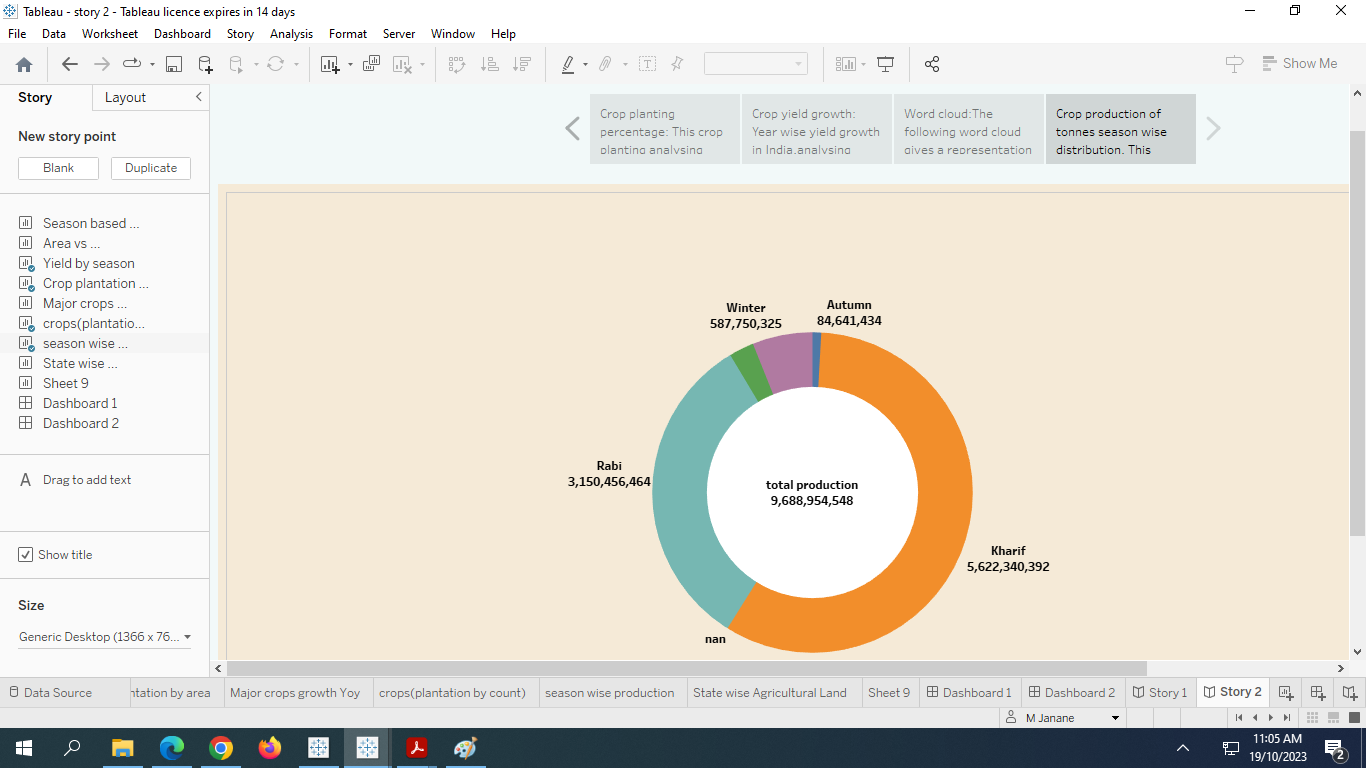 Tableau - story 2 - Tableau licence expires in 14 days
File Data Worksheet Dashboard Story Analysis Format Server Window Help
Show Me
Story Layout
New story point
Blank Duplicate
Season based ...
Area vs ...
Yield by season
Crop plantation ...
Major crops ...
crops(plantatio...
season wise ...
State wise ...
Sheet 9
Dashboard 1
Dashboard 2
A Drag to add text
Show title
Size
Generic Desktop (1366 x 76...
Crop planting
percentage: This crop
planting analysing
Crop yield growth:
Year wise yield growth
in India.analysing
Word cloud:The
following word cloud
gives a representation
Crop production of
tonnes season wise
distribution. This
Winter
587,750,325
Autumn
84,641,434
Rabi
3,150,456,464
total production
9,688,954,548
Kharif
5,622,340,392
nan
Data Source ntation by area Major crops growth Yoy crops(plantation by count) season wise production State wise Agricultural Land Sheet 9 Dashboard 1 Dashboard 2 Story 1 Story 2
M Janane
11:05 AM
19/10/2023
2